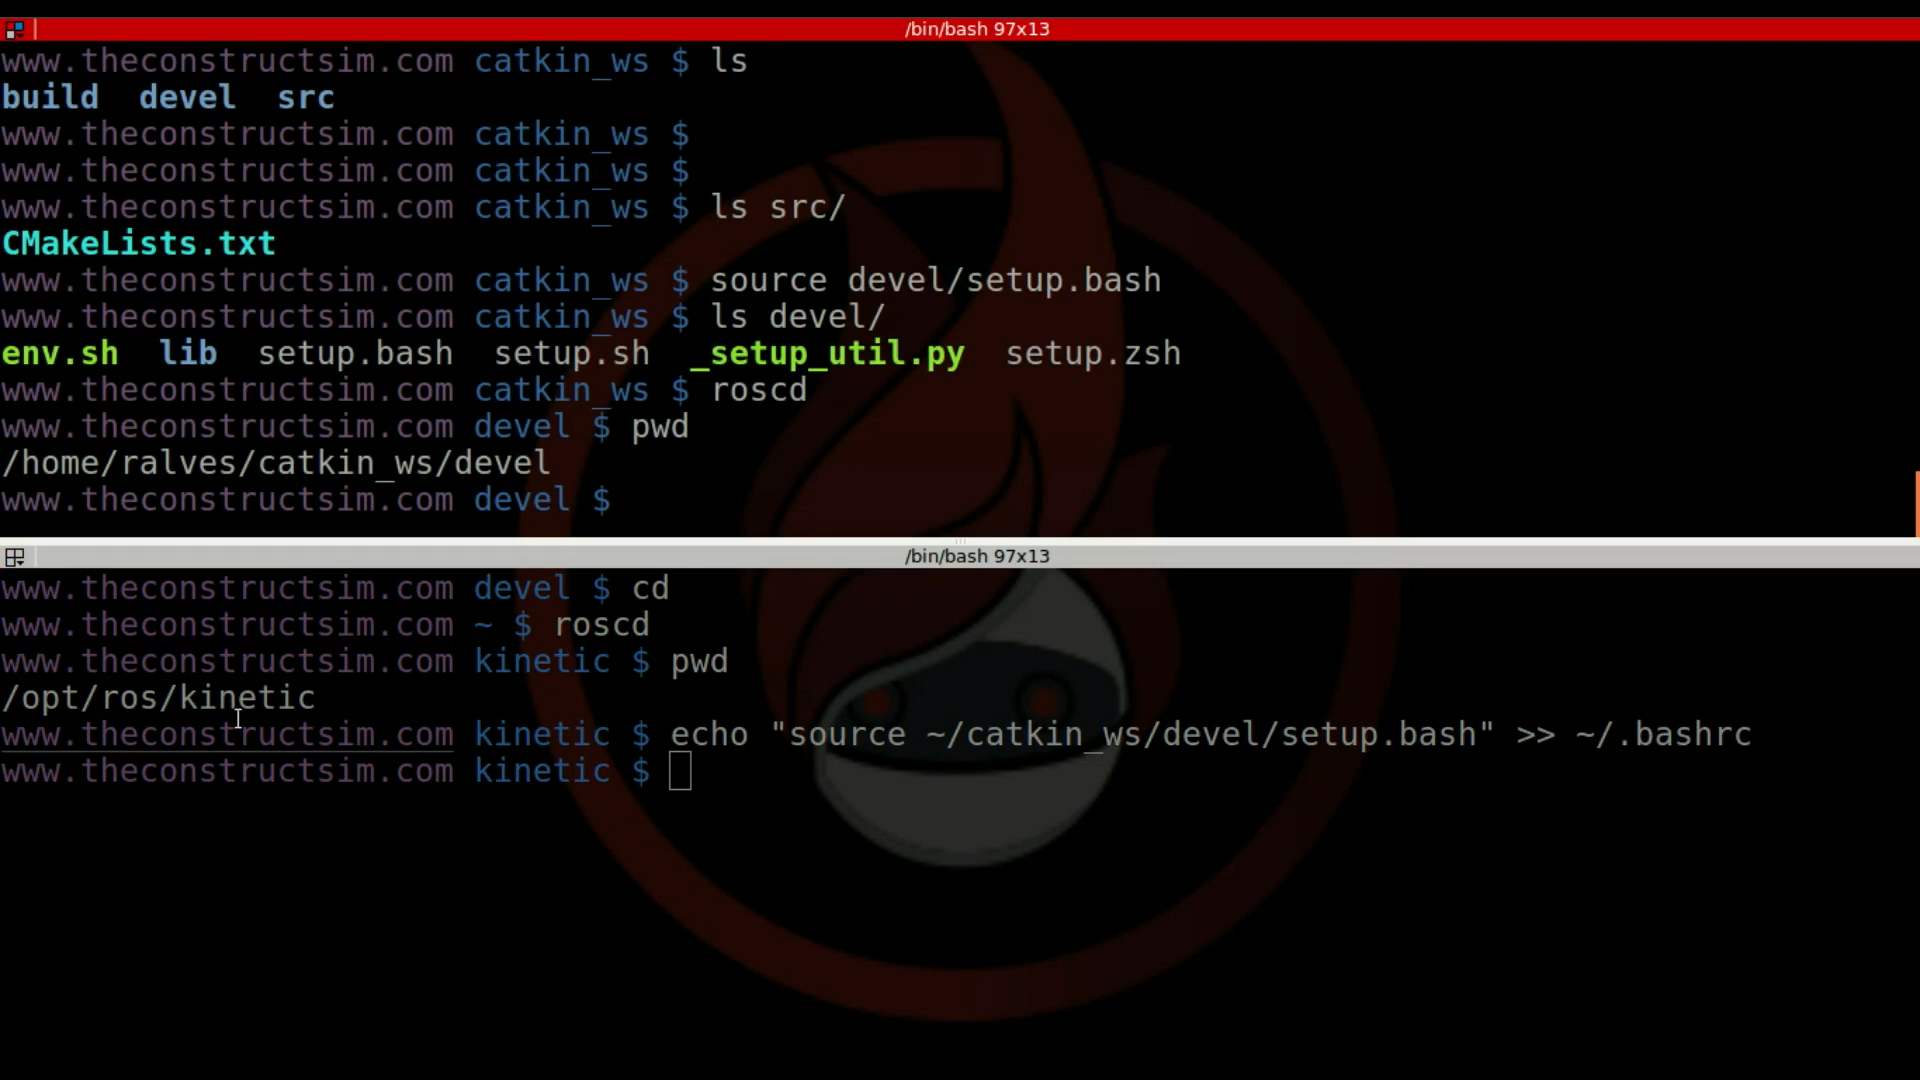 /bin/bash 97x13
www.theconstructsim.com catkin_ws $ ls
build devel src
www.theconstructsim.com catkin_ws $
www.theconstructsim.com catkin_ws $
www.theconstructsim.com catkin_ws $ ls src/
CMakeLists.txt
www.theconstructsim.com catkin_ws $ source devel/setup.bash
www.theconstructsim.com catkin_ws $ ls devel/
env.sh lib setup.bash setup.sh _setup_util.py setup.zsh
www.theconstructsim.com catkin_ws $ roscd
www.theconstructsim.com devel $ pwd
/home/ralves/catkin_ws/devel
www.theconstructsim.com devel $
/bin/bash 97x13
www.theconstructsim.com devel $ cd
www.theconstructsim.com ~ $ roscd
www.theconstructsim.com kinetic $ pwd
/opt/ros/kinetic
www.theconstructsim.com kinetic $ echo "source ~/catkin_ws/devel/setup.bash" >> ~/.bashrc
www.theconstructsim.com kinetic $